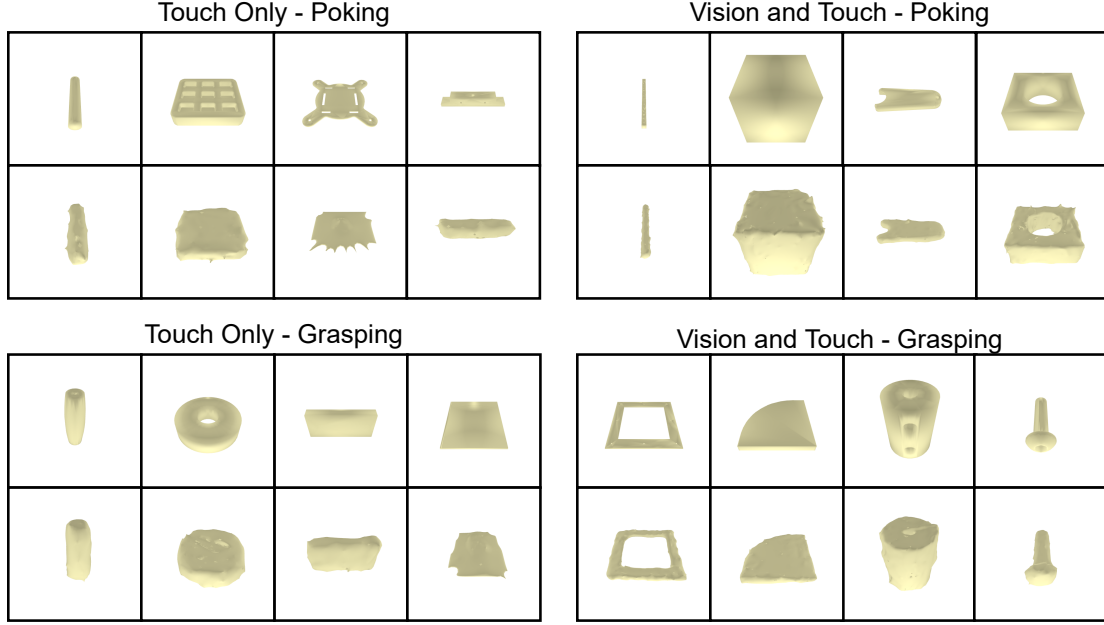 Touch Only - Poking
Vision and Touch - Poking
Touch Only - Grasping
Vision and Touch - Grasping